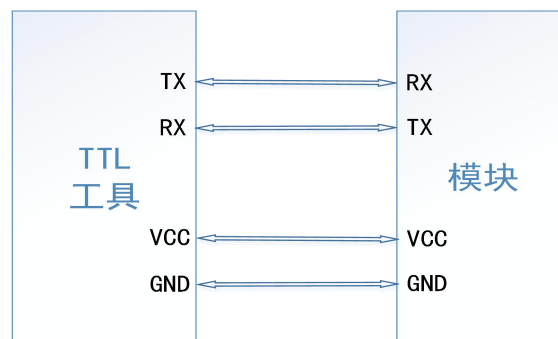 TX RX
RX TX
TTL
工具
模块
VCC VCC
GND GND